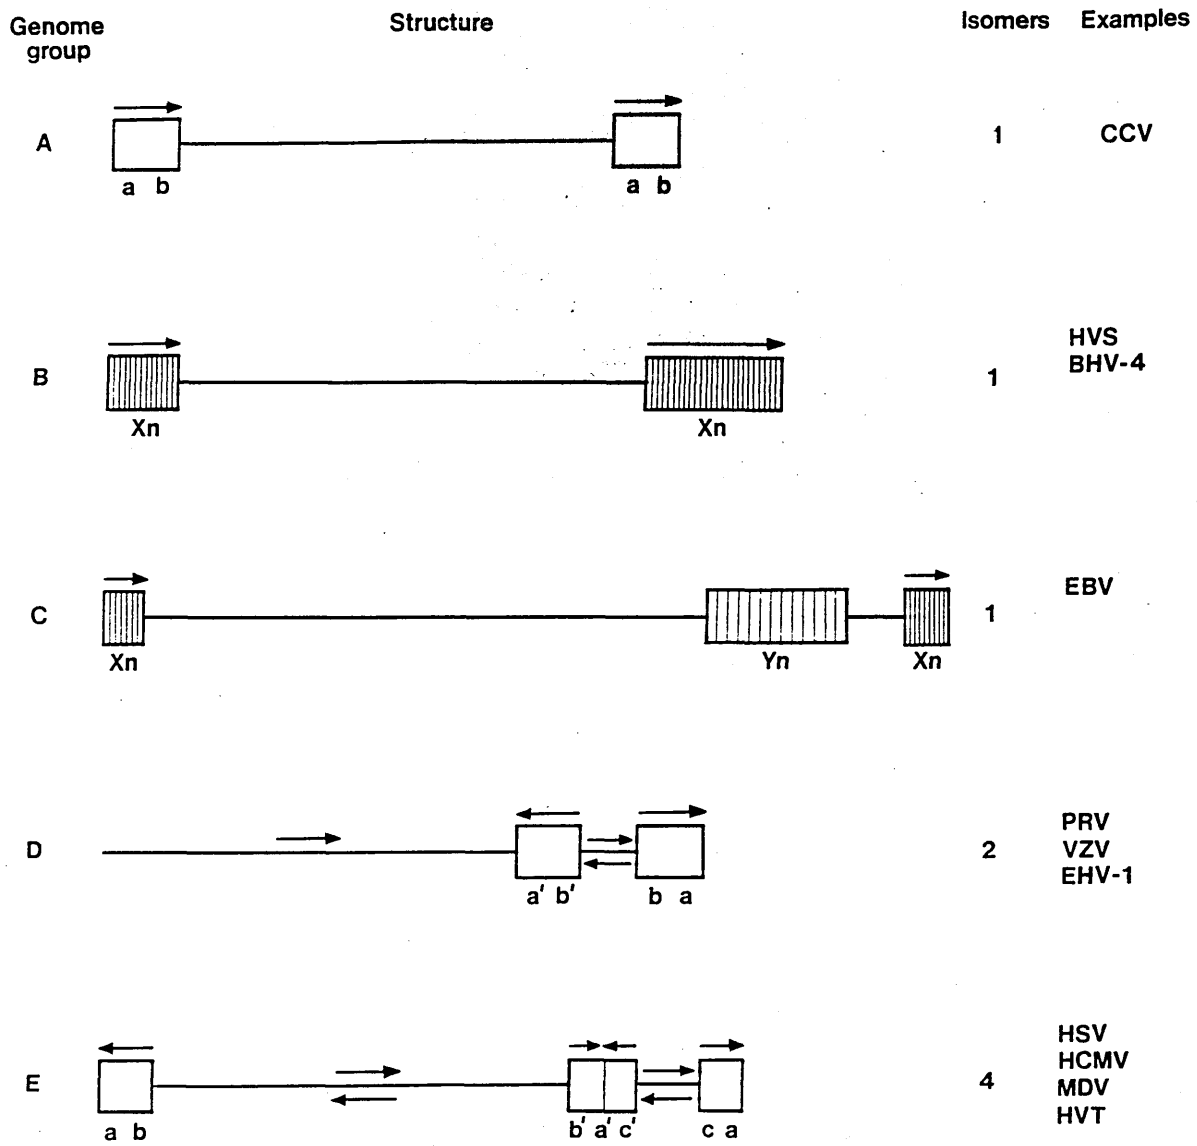 Genome group
Structure
Isomers
Examples
A
a b
a b
1
CCV
B
Xn
Xn
1
HVS
BHV-4
C
Xn
Yn
Xn
1
EBV
D
a' b'
b a
2
PRV
VZV
EHV-1
E
a b
b' a' c'
c a
4
HSV
HCMV
MDV
HVT